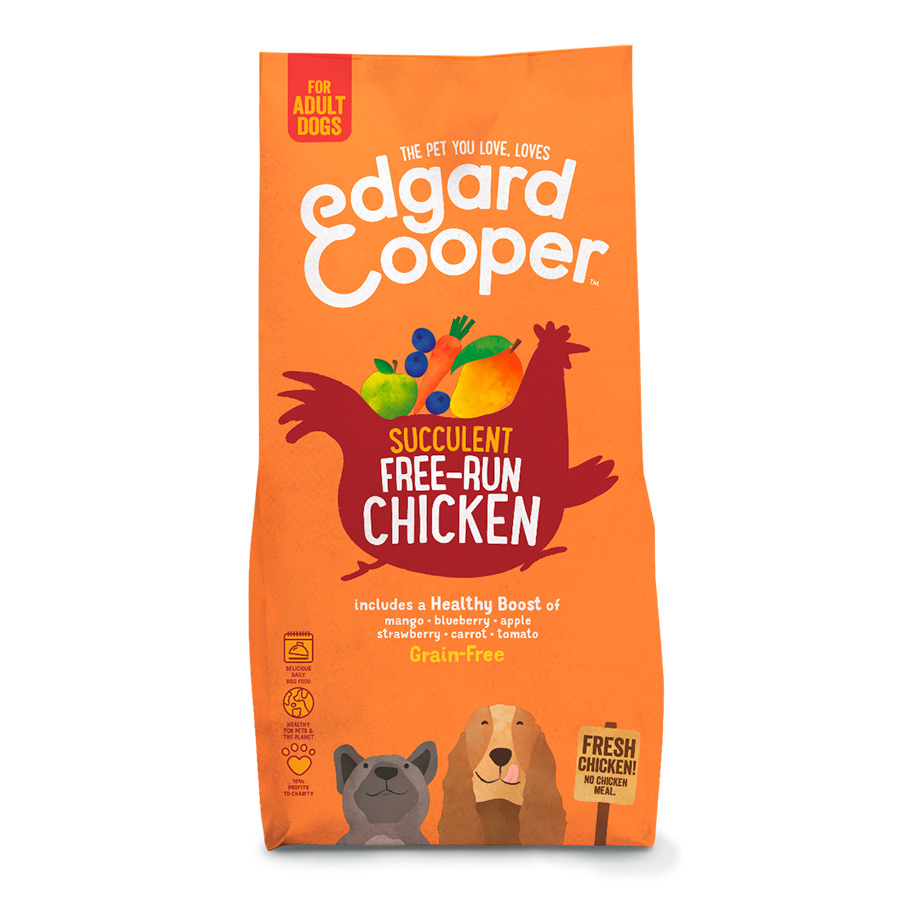 FOR
ADULT
DOGS
THE PET YOU LOVE, LOVES
edgard
Cooper™
SUCCULENT
FREE-RUN
CHICKEN
includes a Healthy Boost of
mango • blueberry • apple
strawberry • carrot • tomato
Grain-Free
DELICIOUS
DAILY
DOG FOOD
HEALTHY
FOR PETS &
THE PLANET
10%
PROFITS
TO CHARITY
FRESH
CHICKEN!
NO CHICKEN
MEAL.